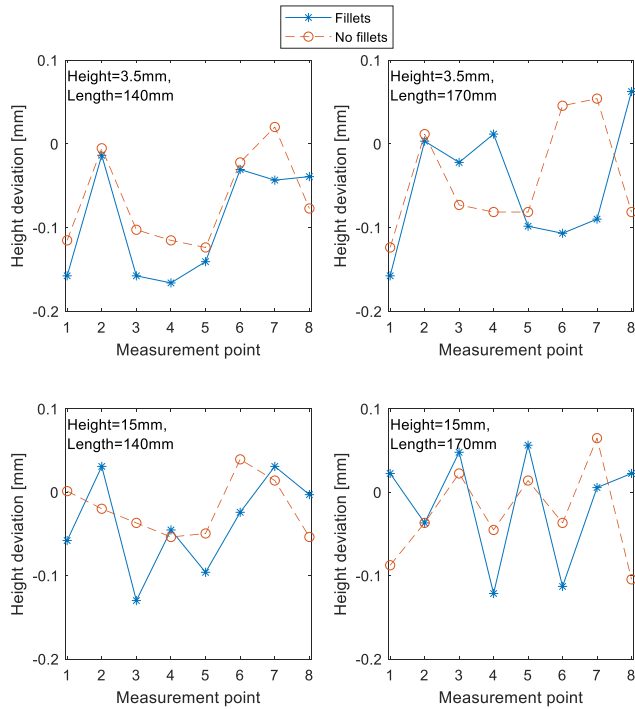 Fillets
No fillets
Height=3.5mm,
Length=140mm
0.1
0
-0.1
-0.2
Height deviation [mm]
1 2 3 4 5 6 7 8
Measurement point
Height=3.5mm,
Length=170mm
0.1
0
-0.1
-0.2
Height deviation [mm]
1 2 3 4 5 6 7 8
Measurement point
Height=15mm,
Length=140mm
0.1
0
-0.1
-0.2
Height deviation [mm]
1 2 3 4 5 6 7 8
Measurement point
Height=15mm,
Length=170mm
0.1
0
-0.1
-0.2
Height deviation [mm]
1 2 3 4 5 6 7 8
Measurement point